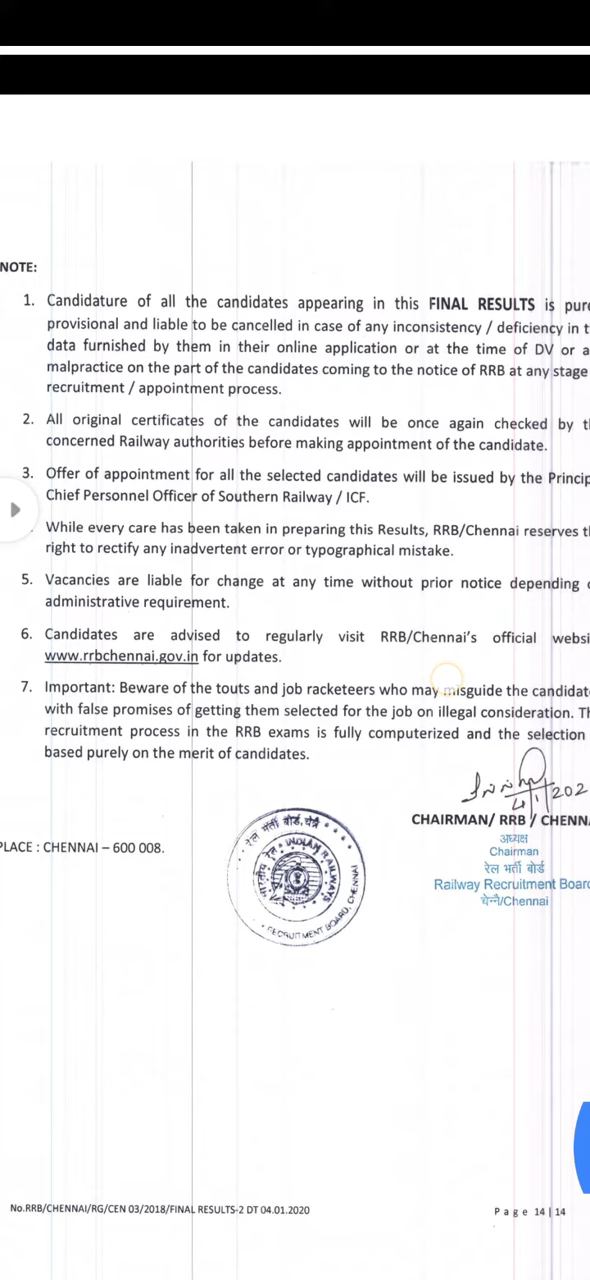 NOTE:
1. Candidature of all the candidates appearing in this FINAL RESULTS is
provisional and liable to be cancelled in case of any inconsistency / deficiency in
data furnished by them in their online application or at the time of DV or
malpractice on the part of the candidates coming to the notice of RRB at any stage
recruitment / appointment process.
2. All original certificates of the candidates will be once again checked by
concerned Railway authorities before making appointment of the candidate.
3. Offer of appointment for all the selected candidates will be issued by the
Chief Personnel Officer of Southern Railway / ICF.
While every care has been taken in preparing this Results, RRB/Chennai reserves
right to rectify any inadvertent error or typographical mistake.
5. Vacancies are liable for change at any time without prior notice depending
administrative requirement.
6. Candidates are advised to regularly visit RRB/Chennai's official
www.rrbchennai.gov.in for updates.
7. Important: Beware of the touts and job racketeers who may misguide the
with false promises of getting them selected for the job on illegal consideration.
recruitment process in the RRB exams is fully computerized and the selection
based purely on the merit of candidates.
4/1/202
CHAIRMAN/ RRB / CHENN
अध्यक्ष
Chairman
रेल भर्ती बोर्ड
Railway Recruitment Boar
चेन्नै/Chennai
PLACE : CHENNAI – 600 008.
रेल भर्ती बोर्ड, चेन्नै
भारतीय रेल
INDIAN RAILWAYS
RECRUITMENT BOARD, CHENNAI
No.RRB/CHENNAI/RG/CEN 03/2018/FINAL RESULTS-2 DT 04.01.2020
Page 14|14